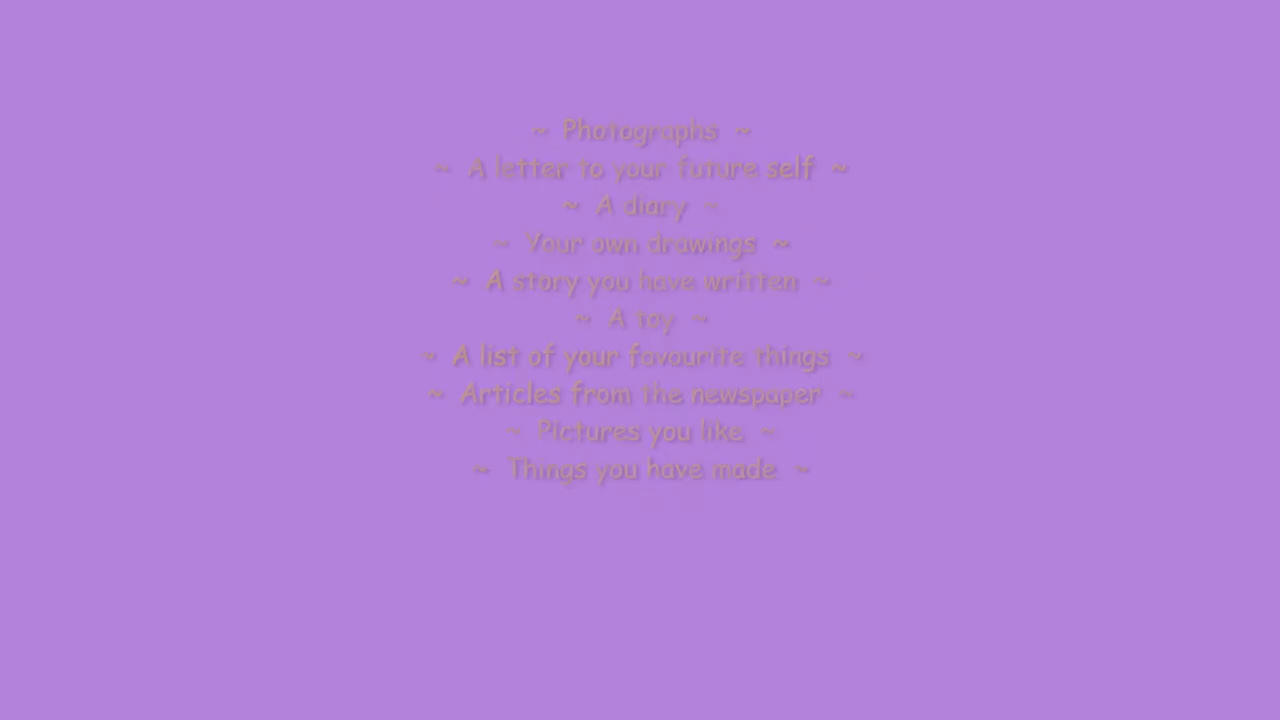 ~ Photographs ~
~ A letter to your future self ~
~ A diary ~
~ Your own drawings ~
~ A story you have written ~
~ A toy ~
~ A list of your favourite things ~
~ Articles from the newspaper ~
~ Pictures you like ~
~ Things you have made ~